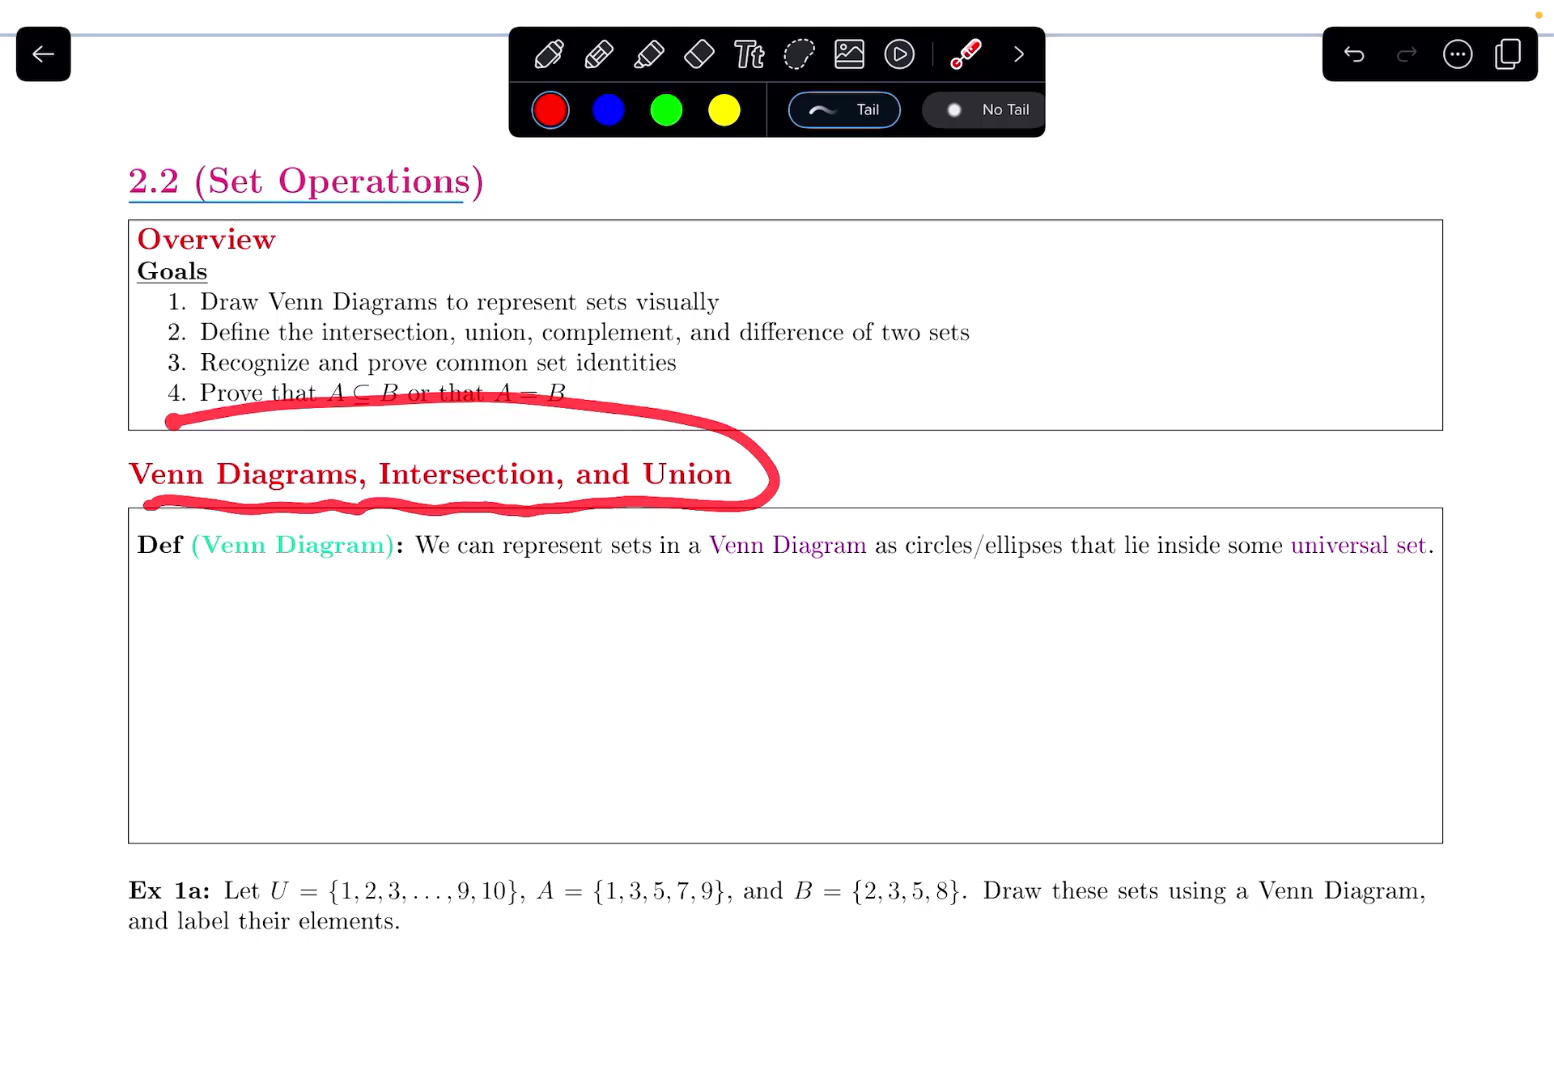 Tt
Tail
No Tail
2.2 (Set Operations)
Overview
Goals
1. Draw Venn Diagrams to represent sets visually
2. Define the intersection, union, complement, and difference of two sets
3. Recognize and prove common set identities
4. Prove that A ⊆ B or that A = B
Venn Diagrams, Intersection, and Union
Def (Venn Diagram): We can represent sets in a Venn Diagram as circles/ellipses that lie inside some universal set.
Ex 1a: Let U = {1, 2, 3, . . . , 9, 10}, A = {1, 3, 5, 7, 9}, and B = {2, 3, 5, 8}. Draw these sets using a Venn Diagram,
and label their elements.